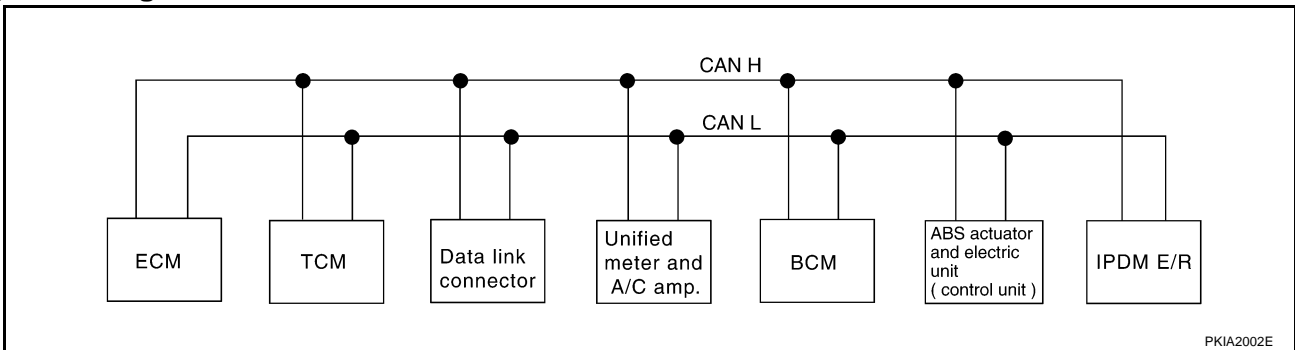 CAN H
CAN L
ECM
TCM
Data link
connector
Unified
meter and
A/C amp.
BCM
ABS actuator
and electric
unit
( control unit )
IPDM E/R
PKIA2002E